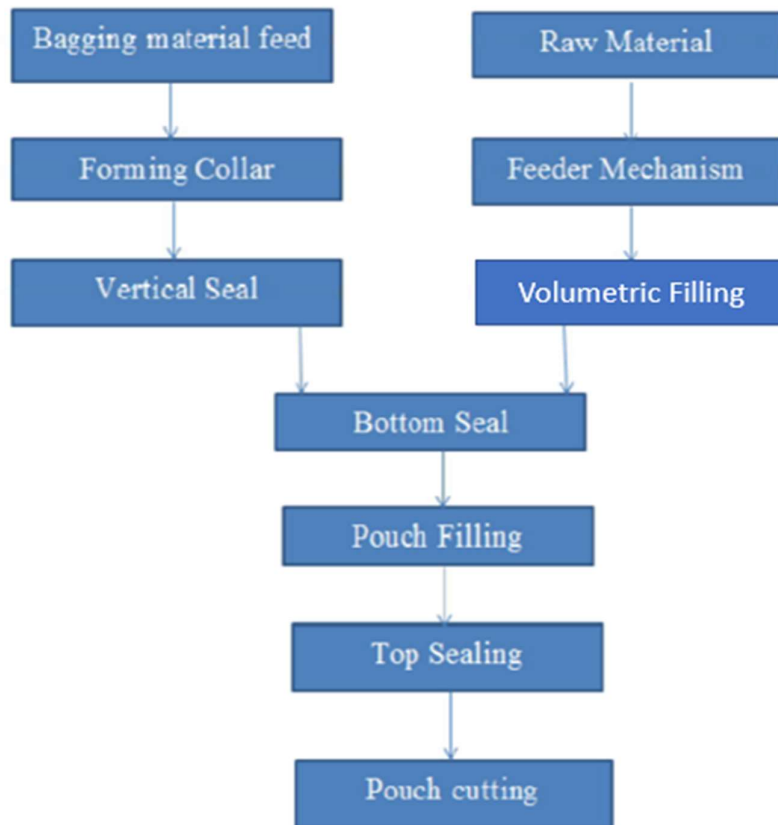 Bagging material feed
Raw Material
Forming Collar
Feeder Mechanism
Vertical Seal
Volumetric Filling
Bottom Seal
Pouch Filling
Top Sealing
Pouch cutting